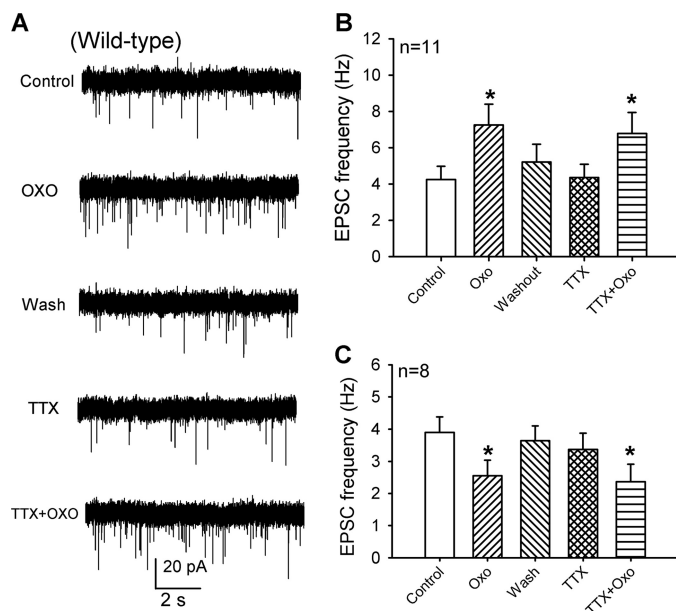 A
(Wild-type)
Control
OXO
Wash
TTX
TTX+OXO
20 pA
2 s
B
n=11
EPSC frequency (Hz)
12
10
8
6
4
2
0
Control
Oxo
Washout
TTX
TTX+Oxo
*
*
C
n=8
EPSC frequency (Hz)
6
5
4
3
2
1
0
Control
Oxo
Wash
TTX
TTX+Oxo
*
*